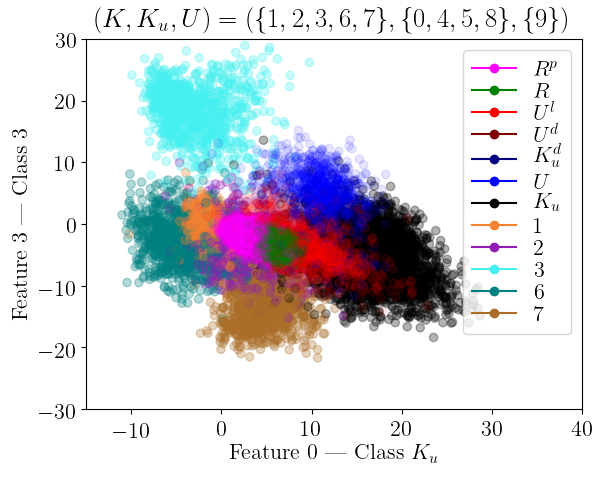 (K, K_u, U) = ({1, 2, 3, 6, 7}, {0, 4, 5, 8}, {9})
Feature 3 — Class 3
30
20
10
0
−10
−20
−30
−10
0
10
20
30
40
Feature 0 — Class K_u
R^p
R
U^l
U^d
K_u^d
U
K_u
1
2
3
6
7